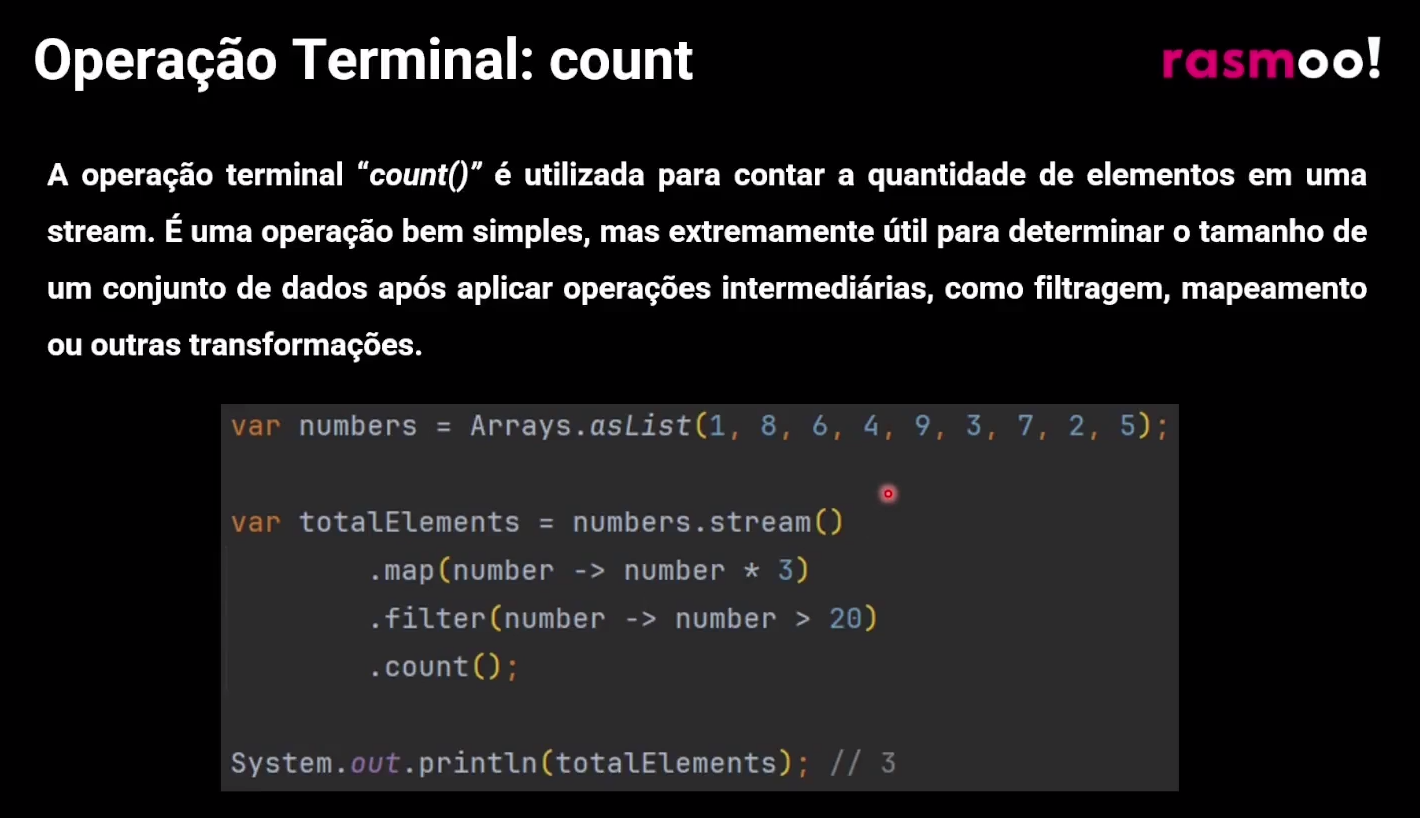 Operação Terminal: count
rasmoo!
A operação terminal “count()” é utilizada para contar a quantidade de elementos em uma
stream. É uma operação bem simples, mas extremamente útil para determinar o tamanho de
um conjunto de dados após aplicar operações intermediárias, como filtragem, mapeamento
ou outras transformações.
var numbers = Arrays.asList(1, 8, 6, 4, 9, 3, 7, 2, 5);
var totalElements = numbers.stream()
.map(number -> number * 3)
.filter(number -> number > 20)
.count();
System.out.println(totalElements); // 3